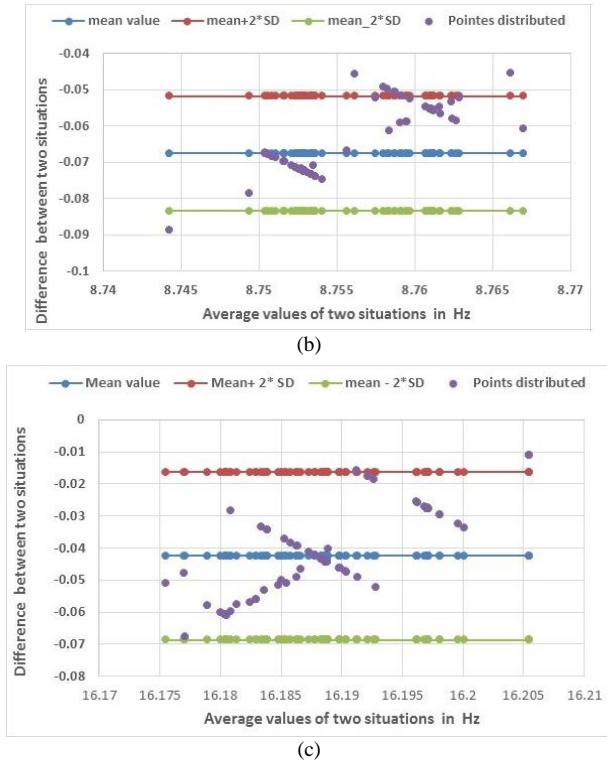 mean value mean+2*SD mean_2*SD Pointes distributed
Difference between two situations
-0.04
-0.05
-0.06
-0.07
-0.08
-0.09
-0.1
8.74 8.745 8.75 8.755 8.76 8.765 8.77
Average values of two situations in Hz
(b)
Mean value Mean+ 2* SD mean - 2*SD Points distributed
Difference between two situations
0
-0.01
-0.02
-0.03
-0.04
-0.05
-0.06
-0.07
-0.08
16.17 16.175 16.18 16.185 16.19 16.195 16.2 16.205 16.21
Average values of two situations in Hz
(c)